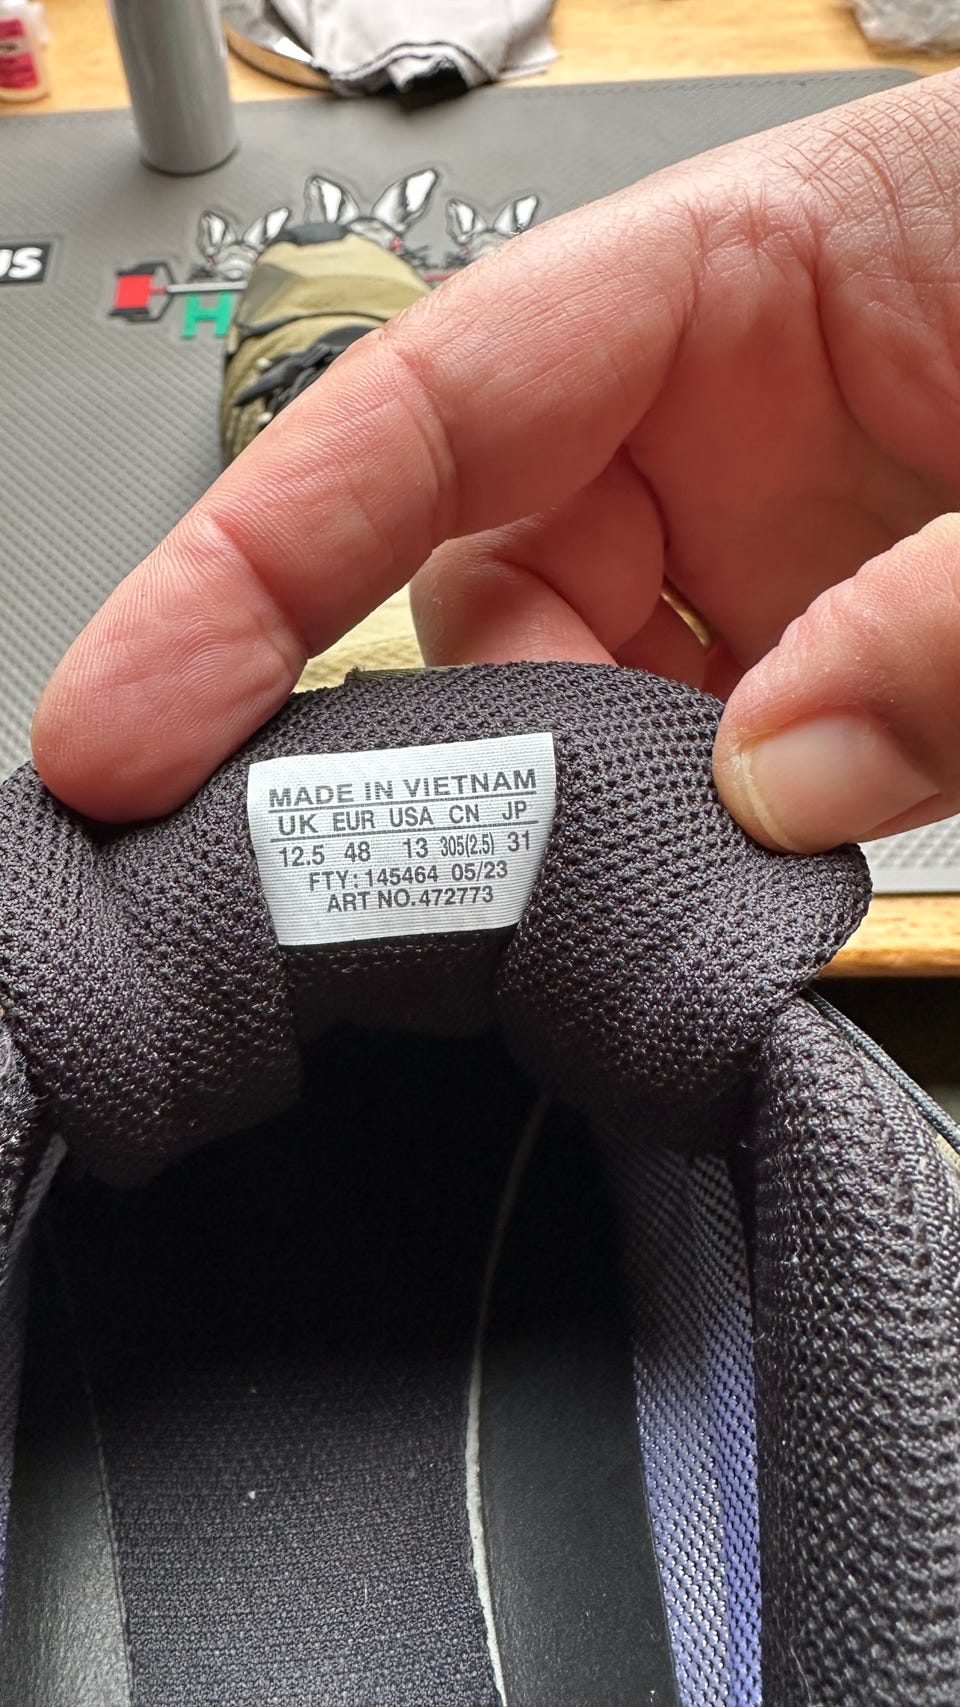 US
H
MADE IN VIETNAM
UK EUR USA CN JP
12.5 48 13 305(2.5) 31
FTY: 145464 05/23
ART NO. 472773